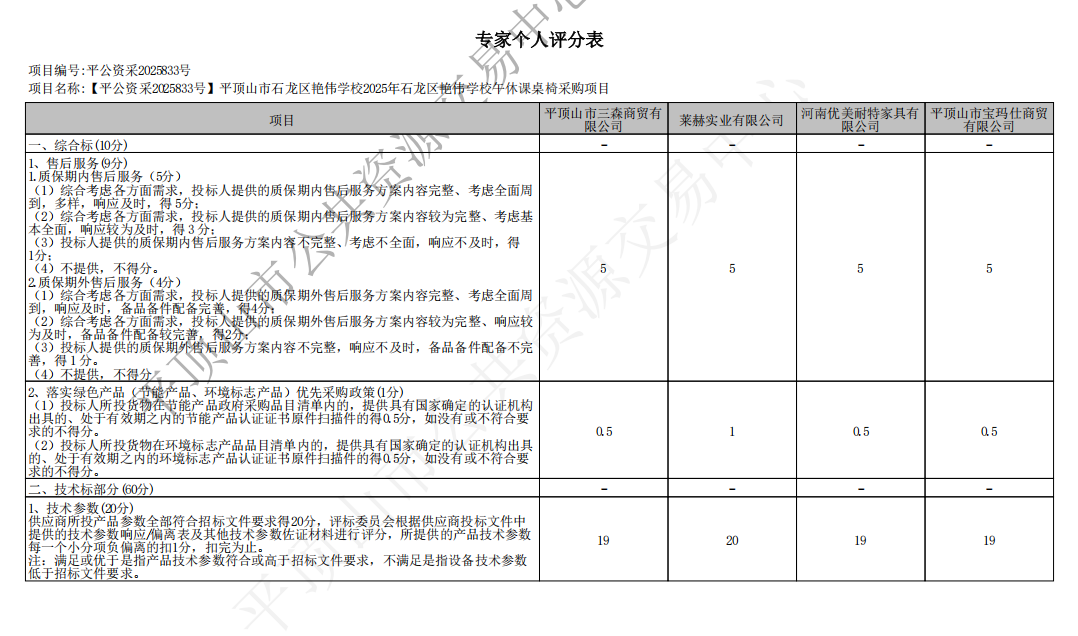 专家个人评分表
项目编号:平公资采2025833号
项目名称:【平公资采2025833号】平顶山市石龙区艳伟学校2025年石龙区艳伟学校午休课桌椅采购项目
项目
平顶山市三森商贸有
限公司
莱赫实业有限公司
河南优美耐特家具有
限公司
平顶山市宝玛仕商贸
有限公司
一、综合标(10分)
-
-
-
-
1、售后服务(9分)
1.质保期内售后服务（5分）
（1）综合考虑各方面需求，投标人提供的质保期内售后服务方案内容完整、考虑全面周
到，多样，响应及时，得 5分；
（2）综合考虑各方面需求，投标人提供的质保期内售后服务方案内容较为完整、考虑基
本全面，响应较为及时，得 3 分；
（3）投标人提供的质保期内售后服务方案内容不完整、考虑不全面，响应不及时，得
1分；
（4）不提供，不得分。
2.质保期外售后服务（4分）
（1）综合考虑各方面需求，投标人提供的质保期外售后服务方案内容完整、考虑全面周
到，响应及时，备品备件配备完善，得4分；
（2）综合考虑各方面需求，投标人提供的质保期外售后服务方案内容较为完整、响应较
为及时，备品备件配备较完善，得2分；
（3）投标人提供的质保期外售后服务方案内容不完整，响应不及时，备品备件配备不完
善，得 1 分。
（4）不提供，不得分
5
5
5
5
2、落实绿色产品（节能产品、环境标志产品）优先采购政策(1分)
（1）投标人所投货物在节能产品政府采购品目清单内的，提供具有国家确定的认证机构
出具的、处于有效期之内的节能产品认证证书原件扫描件的得0.5分，如没有或不符合要
求的不得分。
（2）投标人所投货物在环境标志产品品目清单内的，提供具有国家确定的认证机构出具
的、处于有效期之内的环境标志产品认证证书原件扫描件的得0.5分，如没有或不符合要
求的不得分。
0.5
1
0.5
0.5
二、技术标部分(60分)
-
-
-
-
1、技术参数(20分)
供应商所投产品参数全部符合招标文件要求得20分，评标委员会根据供应商投标文件中
提供的技术参数响应/偏离表及其他技术参数佐证材料进行评分，所提供的产品技术参数
每一个小分项负偏离的扣1分，扣完为止。
注：满足或优于是指产品技术参数符合或高于招标文件要求，不满足是指设备技术参数
低于招标文件要求。
19
20
19
19
平顶山市公共资源交易中心
平顶山市公共资源交易中心